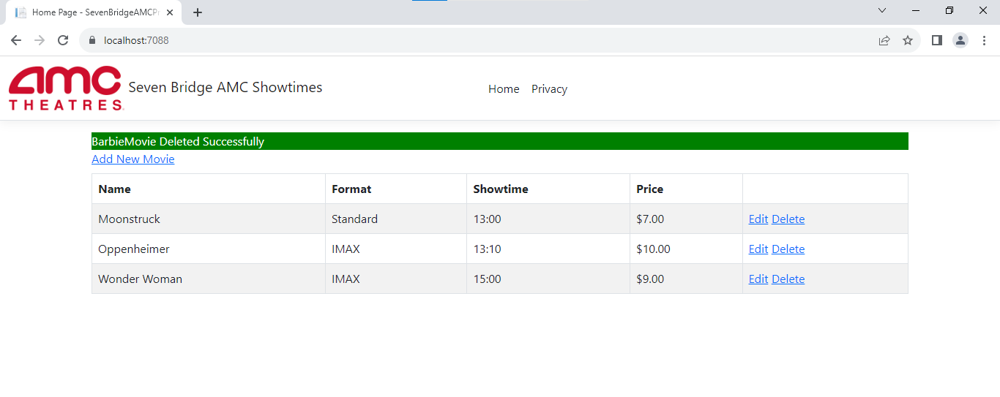 Home Page - SevenBridgeAMCPr
localhost:7088
amc
THEATRES.
Seven Bridge AMC Showtimes
Home Privacy
BarbieMovie Deleted Successfully
Add New Movie
Name Format Showtime Price
Moonstruck Standard 13:00 $7.00 Edit Delete
Oppenheimer IMAX 13:10 $10.00 Edit Delete
Wonder Woman IMAX 15:00 $9.00 Edit Delete